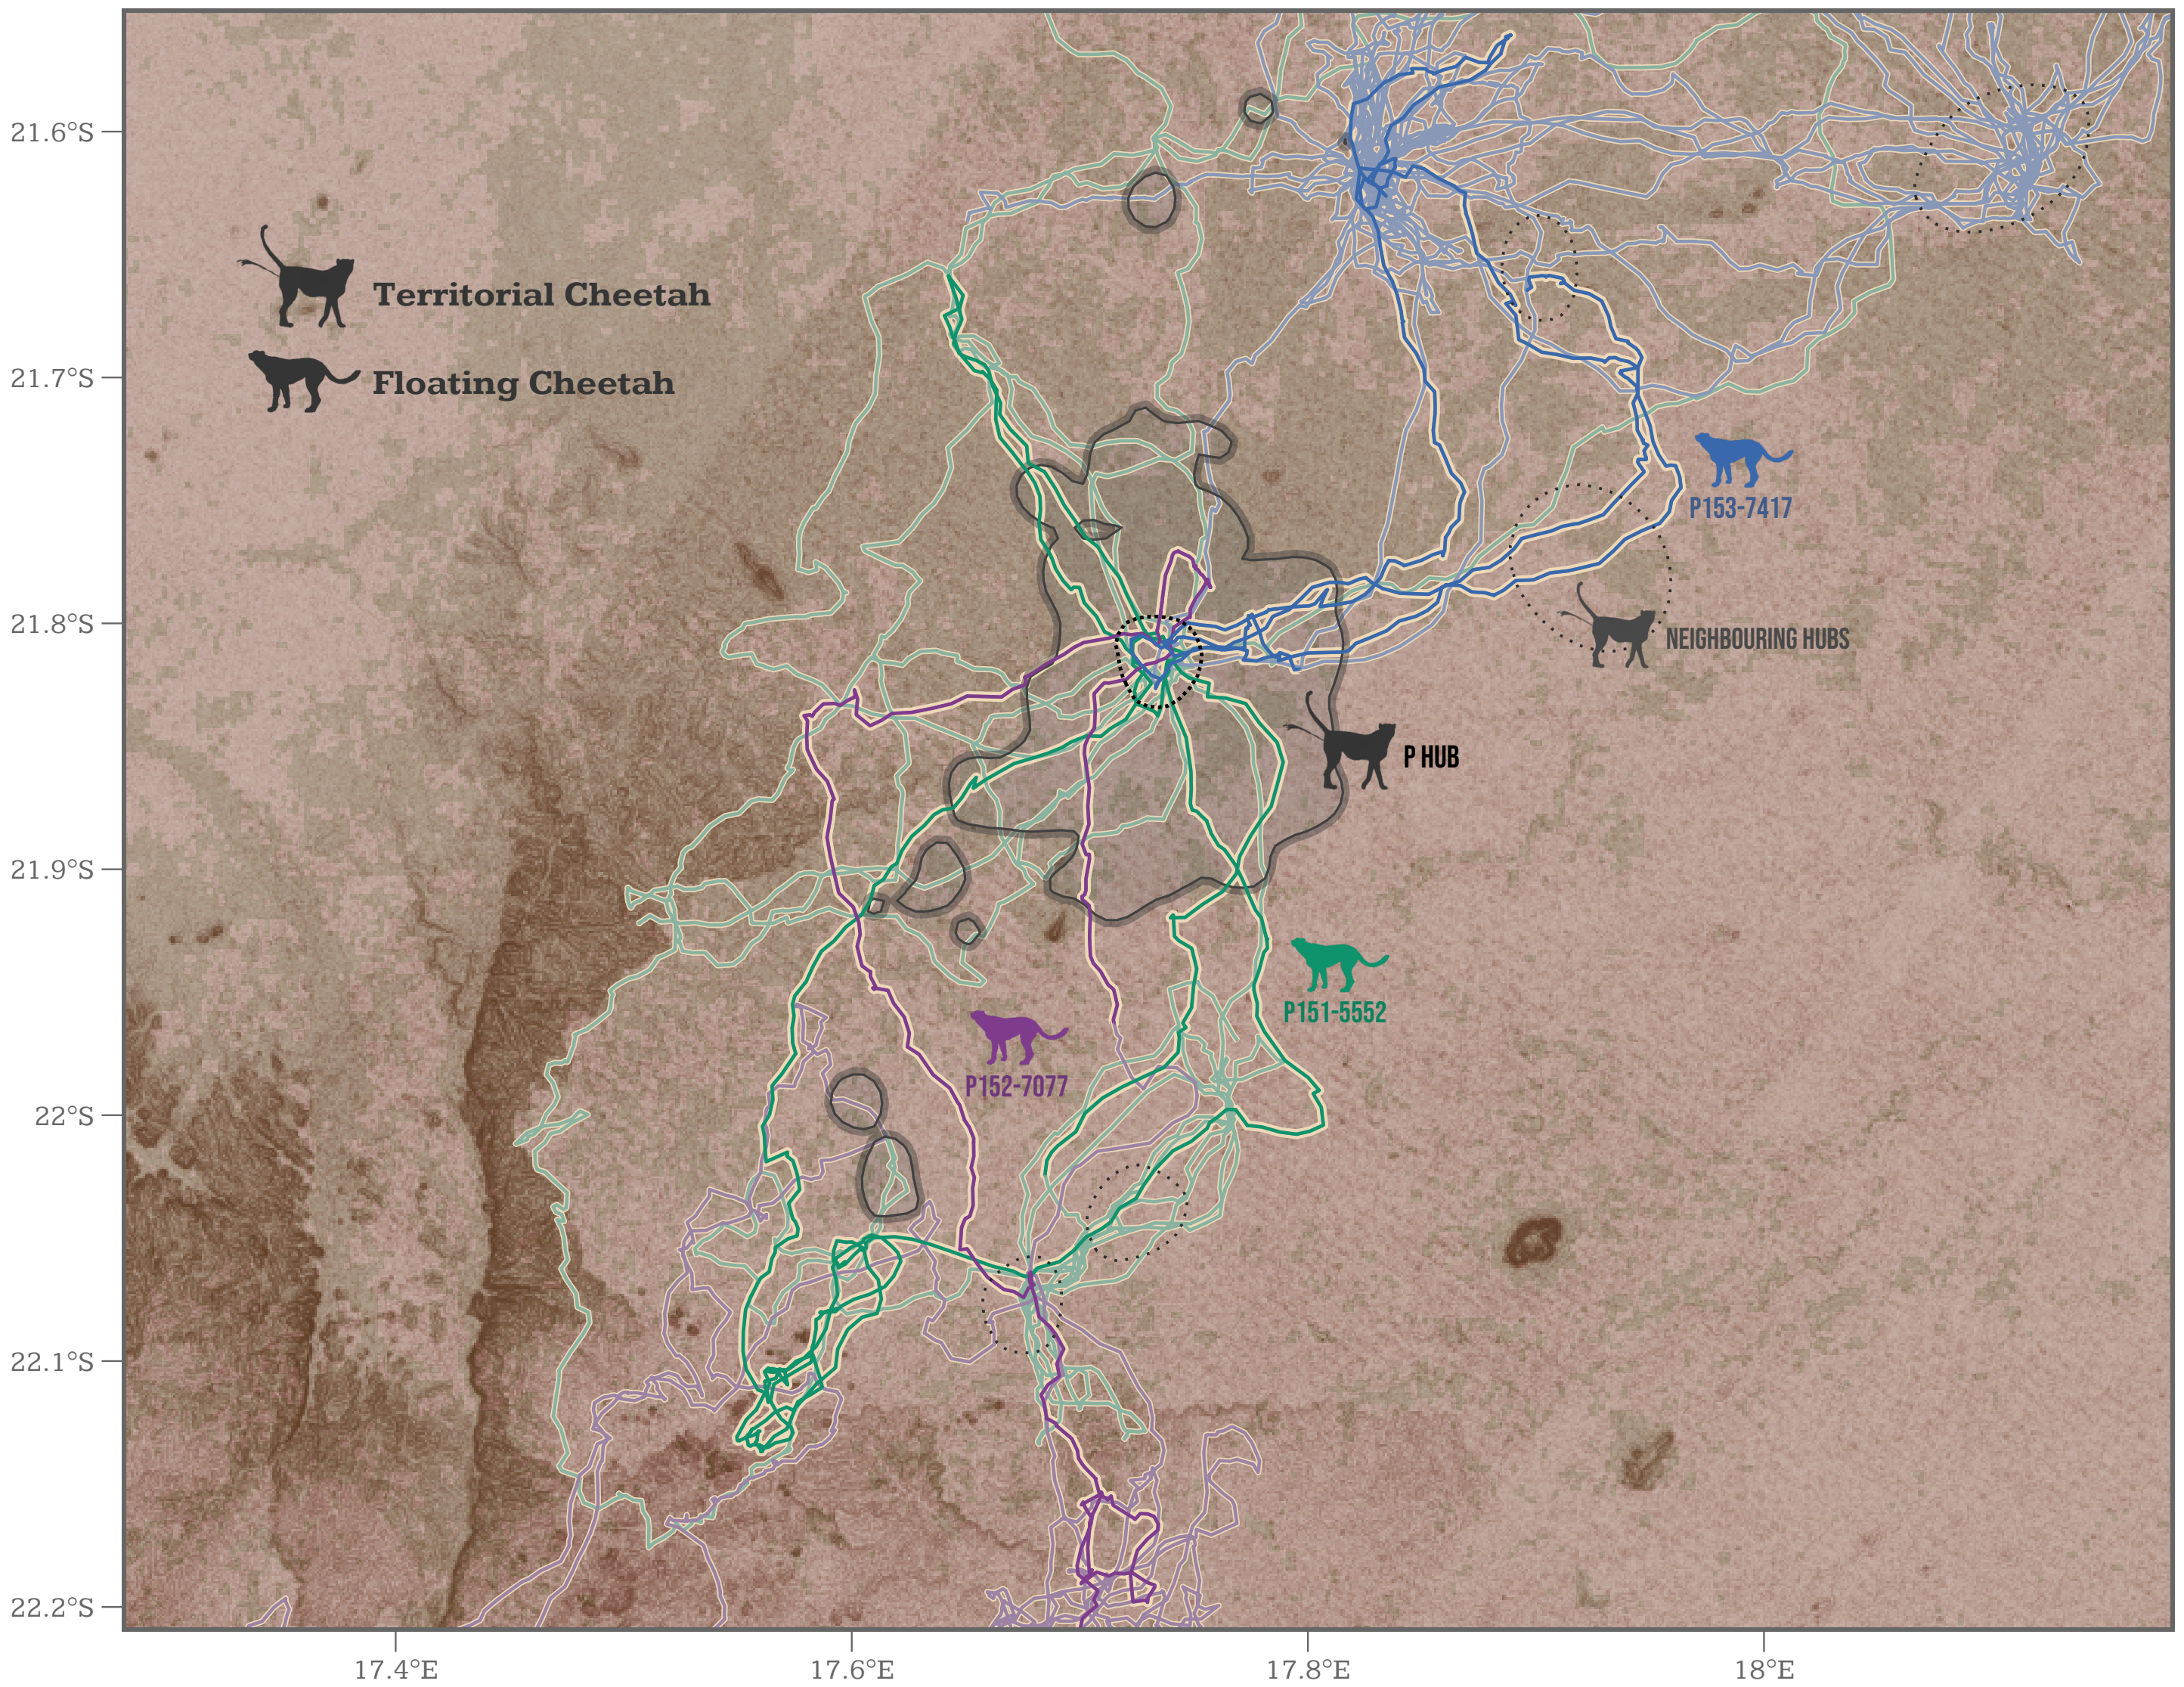 21.6°S
Territorial Cheetah
Floating Cheetah
21.7°S
P153-7417
21.8°S
NEIGHBOURING HUBS
P HUB
21.9°S
P151-5552
P152-7077
22°S
22.1°S
22.2°S
17.4°E
17.6°E
17.8°E
18°E